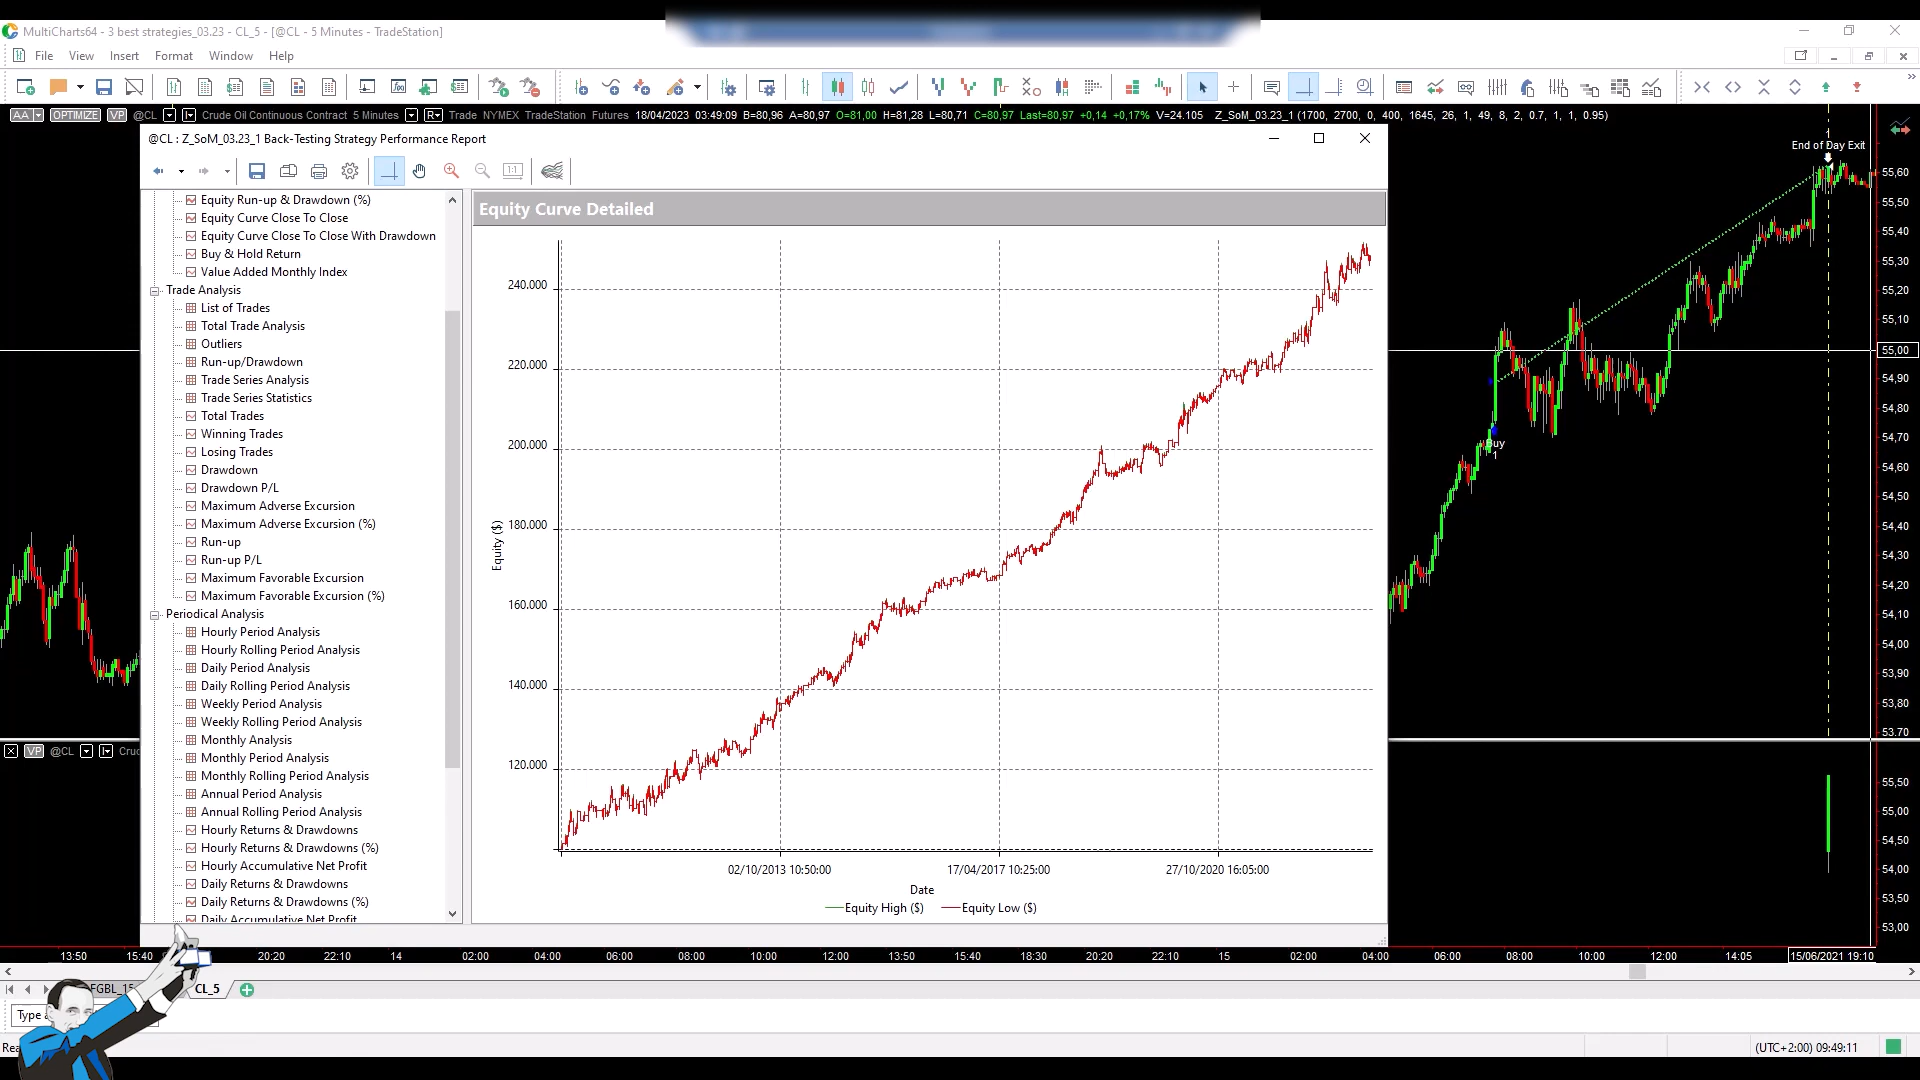 MultiCharts64 - 3 best strategies_03.23 - CL_5 - [@CL - 5 Minutes - TradeStation]
File View Insert Format Window Help
AA OPTIMIZE VP @CL Crude Oil Continuous Contract 5 Minutes R Trade NYMEX TradeStation Futures 18/04/2023 03:49:09 B=80,96 A=80,97 O=81,00 H=81,28 L=80,71 C=80,97 Last=80,97 +0,14 +0,17% V=24.105 Z_SoM_03.23_1 (1700, 2700, 0, 400, 1645, 26, 1, 49, 8, 2, 0.7, 1, 1, 0.95)
@CL : Z_SoM_03.23_1 Back-Testing Strategy Performance Report
1:1
Equity Run-up & Drawdown (%)
Equity Curve Close To Close
Equity Curve Close To Close With Drawdown
Buy & Hold Return
Value Added Monthly Index
Trade Analysis
List of Trades
Total Trade Analysis
Outliers
Run-up/Drawdown
Trade Series Analysis
Trade Series Statistics
Total Trades
Winning Trades
Losing Trades
Drawdown
Drawdown P/L
Maximum Adverse Excursion
Maximum Adverse Excursion (%)
Run-up
Run-up P/L
Maximum Favorable Excursion
Maximum Favorable Excursion (%)
Periodical Analysis
Hourly Period Analysis
Hourly Rolling Period Analysis
Daily Period Analysis
Daily Rolling Period Analysis
Weekly Period Analysis
Weekly Rolling Period Analysis
Monthly Analysis
Monthly Period Analysis
Monthly Rolling Period Analysis
Annual Period Analysis
Annual Rolling Period Analysis
Hourly Returns & Drawdowns
Hourly Returns & Drawdowns (%)
Hourly Accumulative Net Profit
Daily Returns & Drawdowns
Daily Returns & Drawdowns (%)
Daily Accumulative Net Profit
Equity Curve Detailed
240.000
220.000
200.000
180.000
160.000
140.000
120.000
Equity ($)
02/10/2013 10:50:00 17/04/2017 10:25:00 27/10/2020 16:05:00
Date
Equity High ($) Equity Low ($)
End of Day Exit
1
Buy
1
55,60
55,50
55,40
55,30
55,20
55,10
55,00
54,90
54,80
54,70
54,60
54,50
54,40
54,30
54,20
54,10
54,00
53,90
53,80
53,70
VP @CL Cruc
55,50
55,00
54,50
54,00
53,50
53,00
13:50 15:40 20:20 22:10 14 02:00 04:00 06:00 08:00 10:00 12:00 13:50 15:40 18:30 20:20 22:10 15 02:00 04:00 06:00 08:00 10:00 12:00 14:05 15/06/2021 19:10
FGBL_15 CL_5
Type a
Rea
(UTC+2:00) 09:49:11